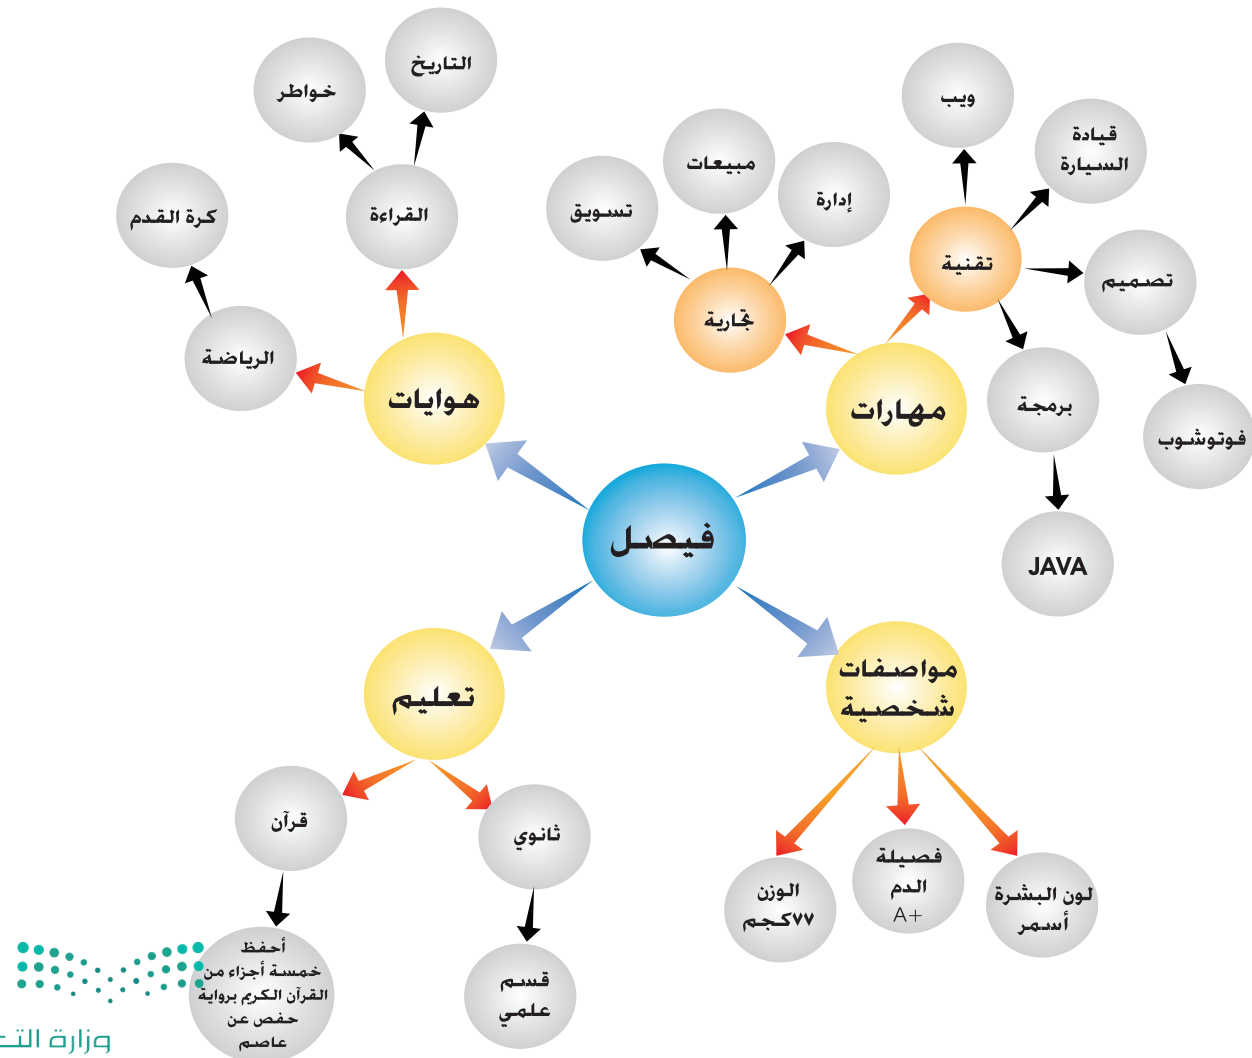 التاريخ
خواطر
القراءة
كرة القدم
الرياضة
هوايات
ويب
قيادة
السيارة
مبيعات
إدارة
تسويق
تقنية
تجارية
تصميم
برمجة
فوتوشوب
مهارات
JAVA
فيصل
مواصفات
شخصية
تعليم
لون البشرة
أسمر
فصيلة
الدم
A+
الوزن
٧٧كجم
ثانوي
قسم
علمي
قرآن
أحفظ
خمسة أجزاء من
القرآن الكريم برواية
حفص عن
عاصم
وزارة